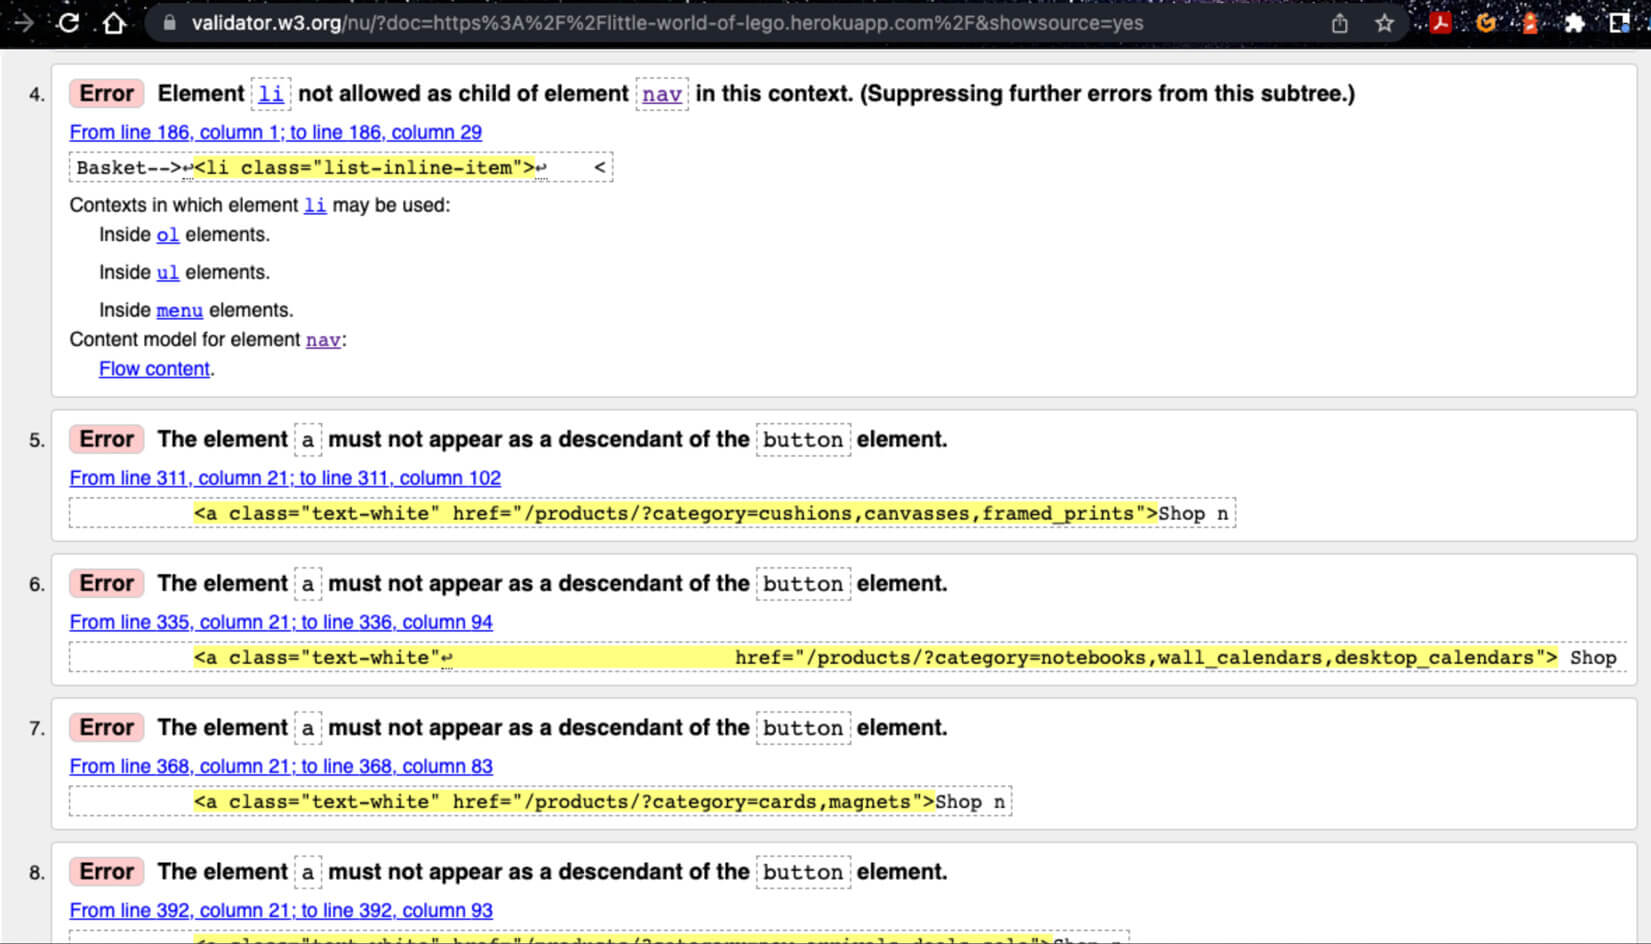 validator.w3.org/nu/?doc=https%3A%2F%2Flittle-world-of-lego.herokuapp.com%2F&showsource=yes
4. Error Element li not allowed as child of element nav in this context. (Suppressing further errors from this subtree.)
From line 186, column 1; to line 186, column 29
Basket-->↩<li class="list-inline-item">↩ <
Contexts in which element li may be used:
Inside ol elements.
Inside ul elements.
Inside menu elements.
Content model for element nav:
Flow content.
5. Error The element a must not appear as a descendant of the button element.
From line 311, column 21; to line 311, column 102
<a class="text-white" href="/products/?category=cushions,canvasses,framed_prints">Shop n
6. Error The element a must not appear as a descendant of the button element.
From line 335, column 21; to line 336, column 94
<a class="text-white"↩ href="/products/?category=notebooks,wall_calendars,desktop_calendars"> Shop
7. Error The element a must not appear as a descendant of the button element.
From line 368, column 21; to line 368, column 83
<a class="text-white" href="/products/?category=cards,magnets">Shop n
8. Error The element a must not appear as a descendant of the button element.
From line 392, column 21; to line 392, column 93